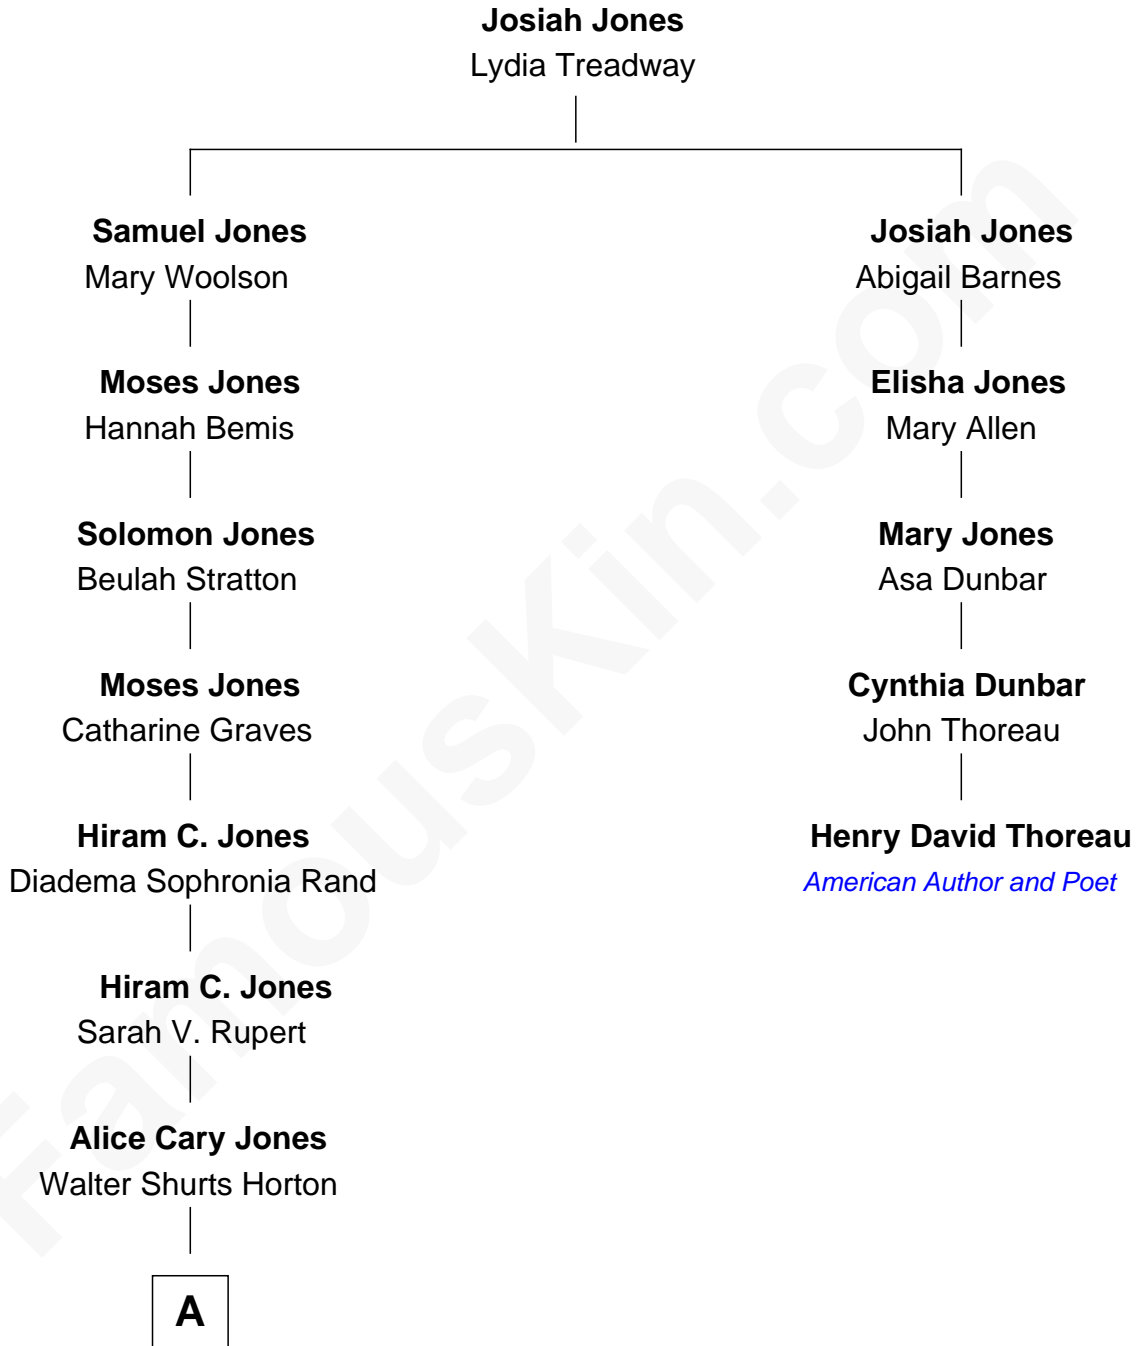 Josiah Jones
Lydia Treadway
Samuel Jones
Mary Woolson
Moses Jones
Hannah Bemis
Solomon Jones
Beulah Stratton
Moses Jones
Catharine Graves
Hiram C. Jones
Diadema Sophronia Rand
Hiram C. Jones
Sarah V. Rupert
Alice Cary Jones
Walter Shurts Horton
A
Josiah Jones
Abigail Barnes
Elisha Jones
Mary Allen
Mary Jones
Asa Dunbar
Cynthia Dunbar
John Thoreau
Henry David Thoreau
American Author and Poet
FamousKin.com